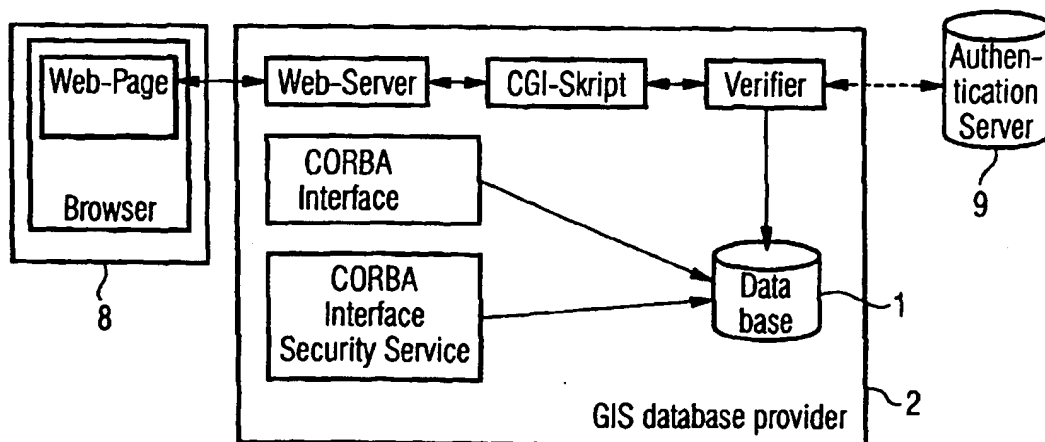 Web-Page
Browser
8
Web-Server
CGI-Skript
Verifier
CORBA
Interface
CORBA
Interface
Security Service
Data
base
1
GIS database provider
2
Authen-
tication
Server
9